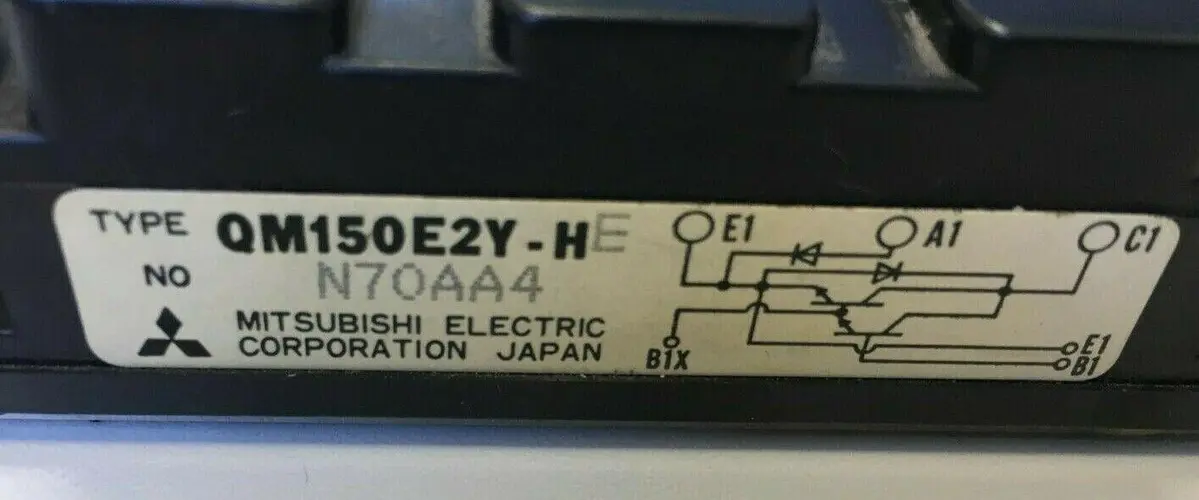 TYPE QM150E2Y-HE
NO N70AA4
MITSUBISHI ELECTRIC
CORPORATION JAPAN
E1
A1
C1
B1X
E1
B1